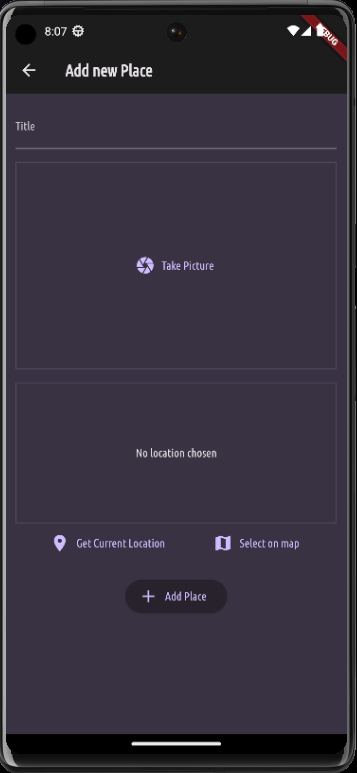 8:07
DEBUG
Add new Place
Title
Take Picture
No location chosen
Get Current Location
Select on map
Add Place